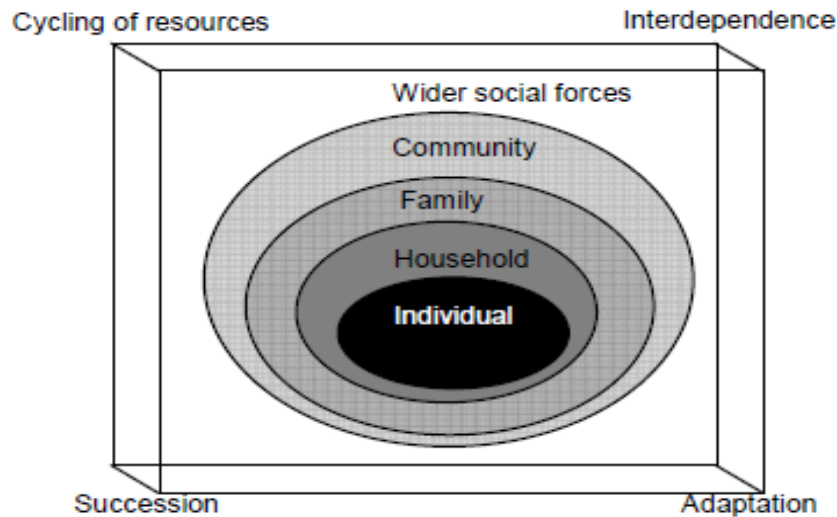 Cycling of resources
Interdependence
Wider social forces
Community
Family
Household
Individual
Succession
Adaptation